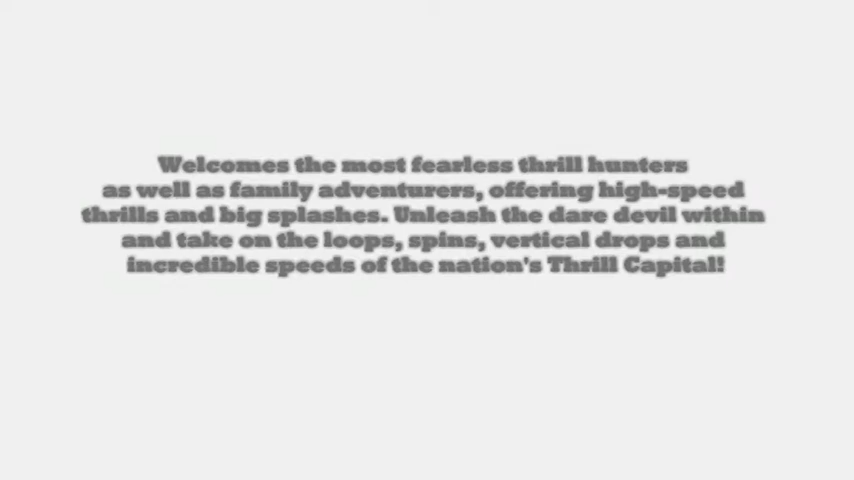 Welcomes the most fearless thrill hunters
as well as family adventurers, offering high-speed
thrills and big splashes. Unleash the dare devil within
and take on the loops, spins, vertical drops and
incredible speeds of the nation's Thrill Capital!